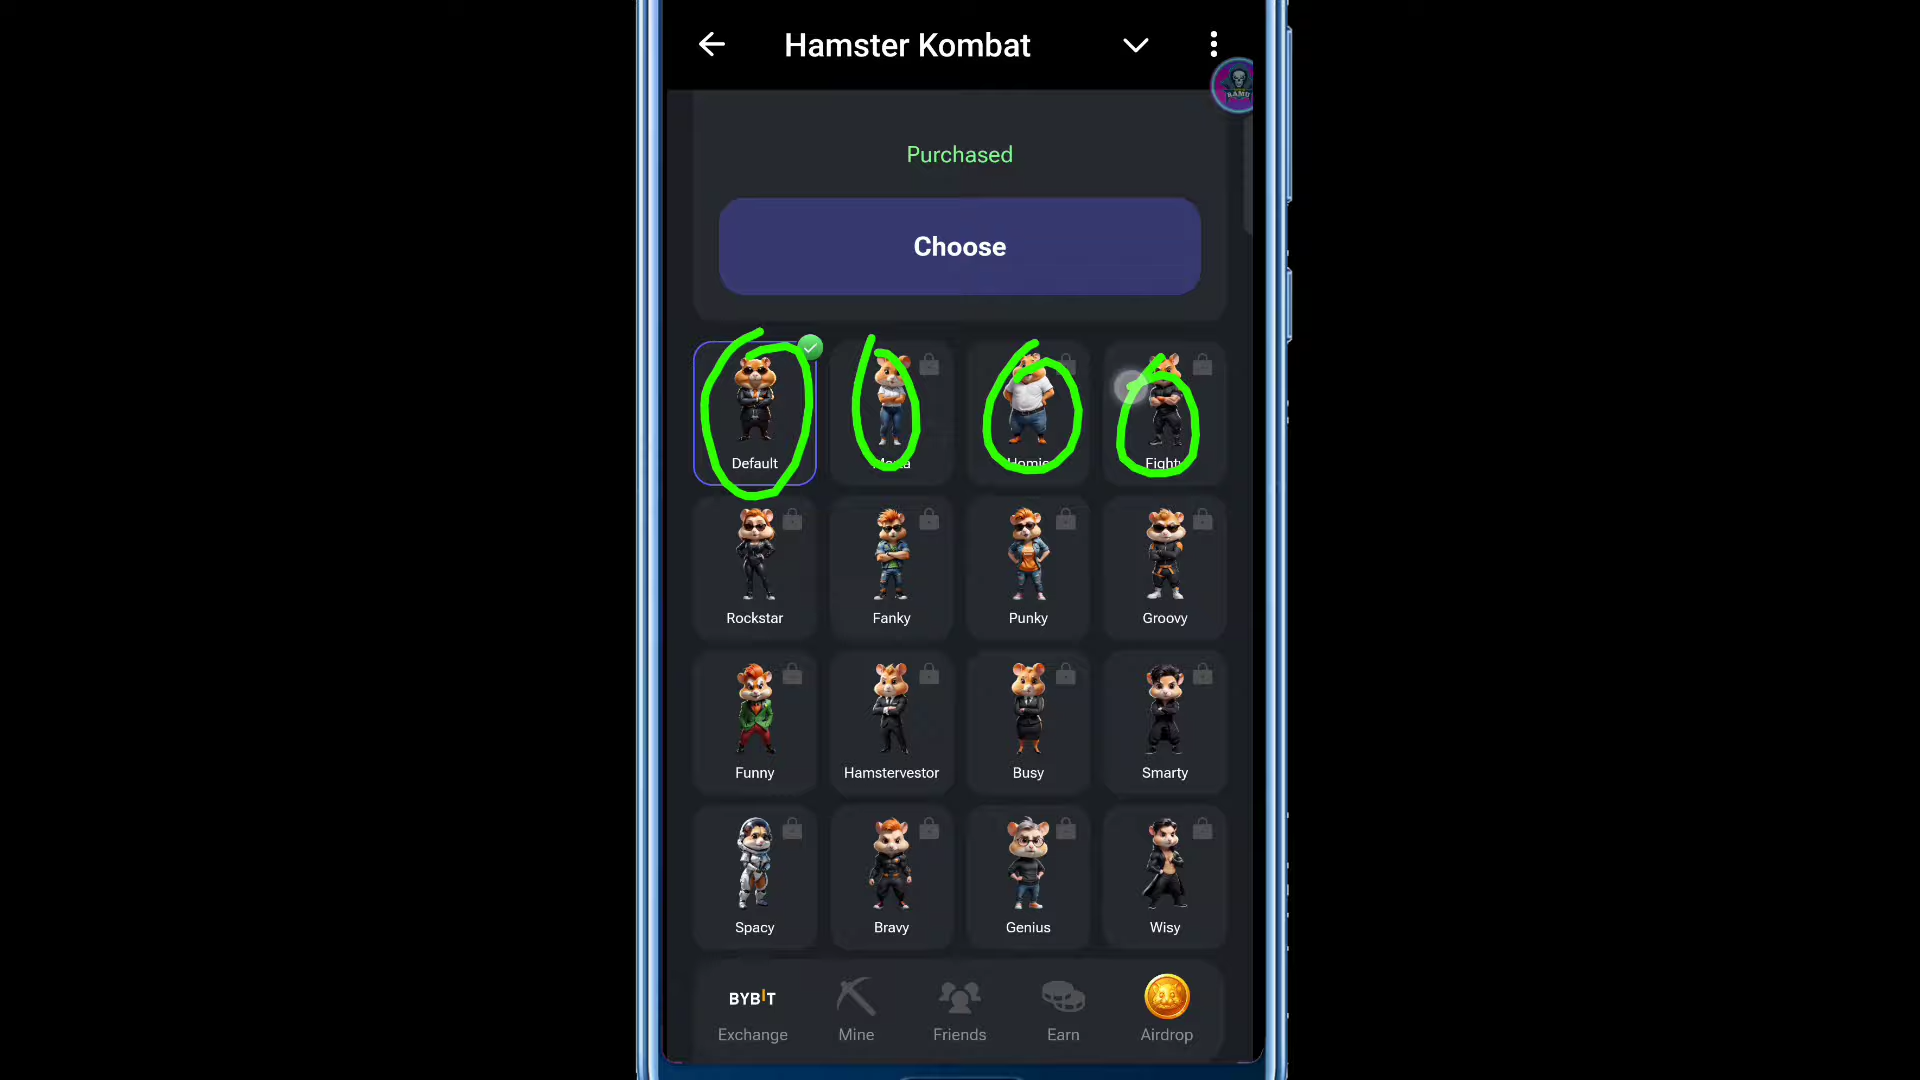 Hamster Kombat
Purchased
Choose
Default
Fighty
Rockstar Fanky Punky Groovy
Funny Hamstervestor Busy Smarty
Spacy Bravy Genius Wisy
BYBIT
Exchange Mine Friends Earn Airdrop